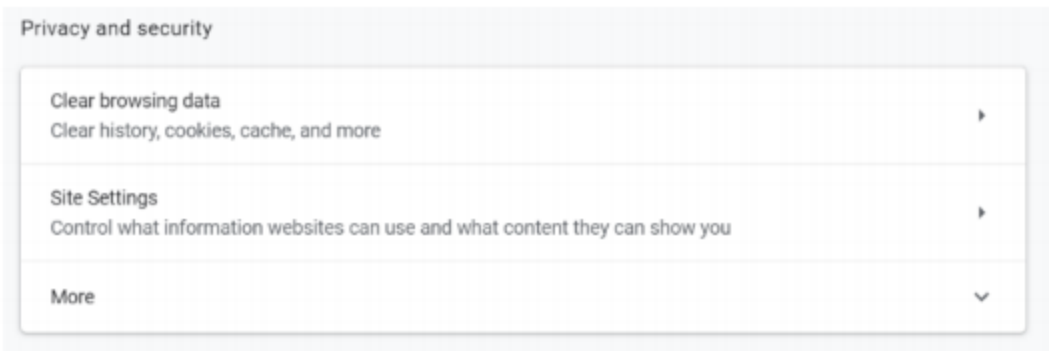 Privacy and security
Clear browsing data
Clear history, cookies, cache, and more
Site Settings
Control what information websites can use and what content they can show you
More